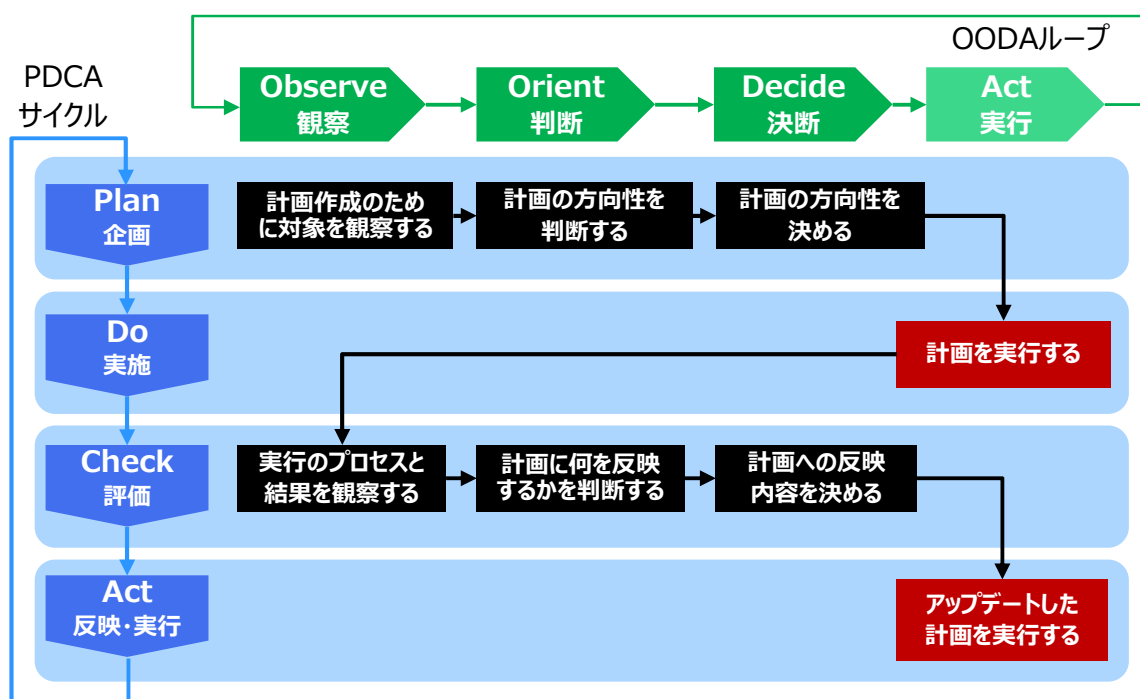 OODAループ
PDCA
サイクル
Observe
観察
Orient
判断
Decide
決断
Act
実行
Plan
企画
計画作成のため
に対象を観察する
計画の方向性を
判断する
計画の方向性を
決める
Do
実施
計画を実行する
Check
評価
実行のプロセスと
結果を観察する
計画に何を反映
するかを判断する
計画への反映
内容を決める
Act
反映・実行
アップデートした
計画を実行する